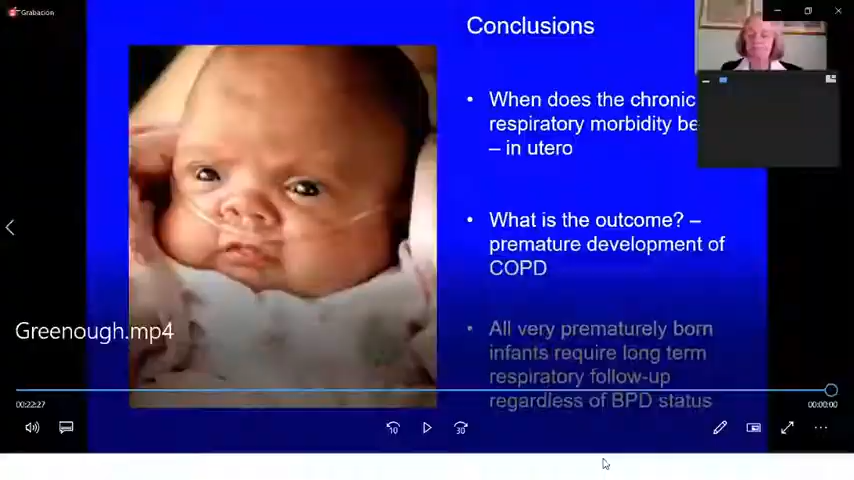 Grabación
Conclusions
• When does the chronic
respiratory morbidity be
– in utero
• What is the outcome? –
premature development of
COPD
Greenough.mp4
• All very prematurely born
infants require long term
respiratory follow-up
regardless of BPD status
00:22:27
00:00:00
10
30